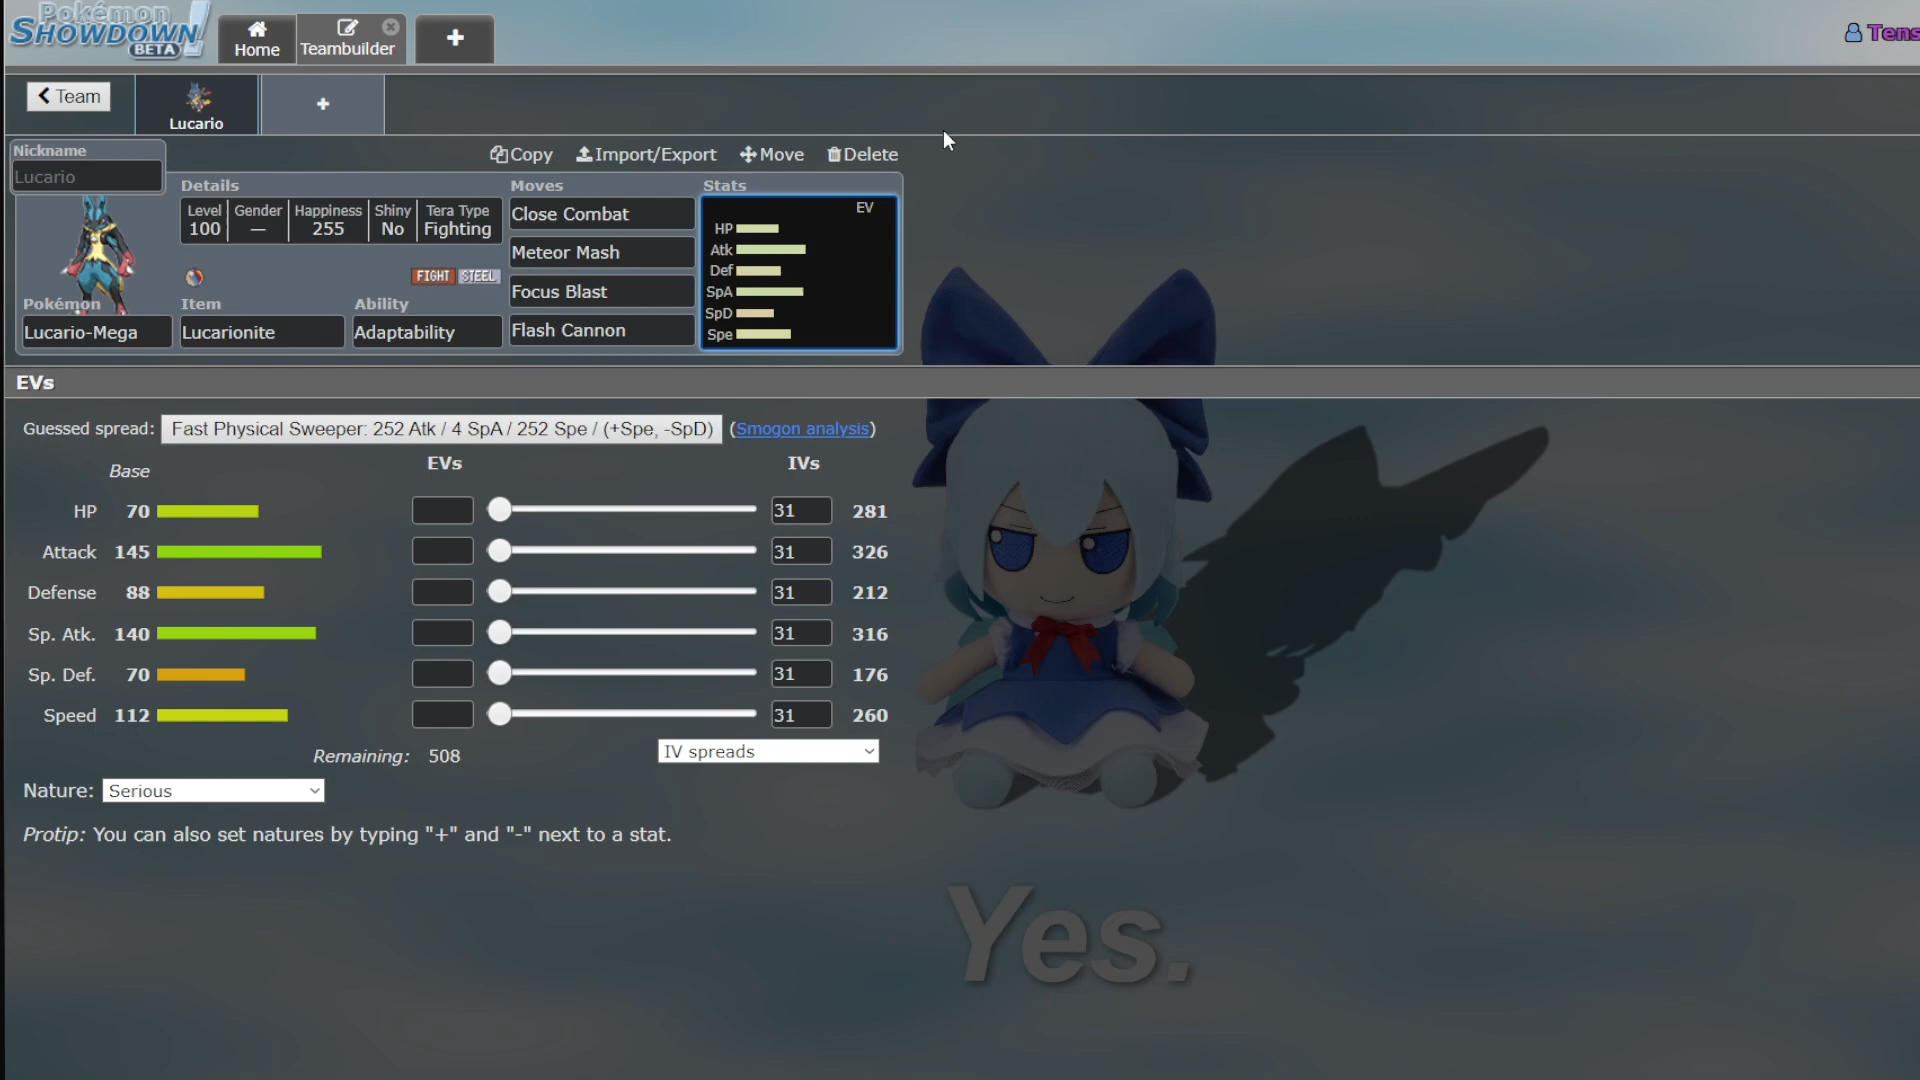 Pokémon
SHOWDOWN!
BETA
Home
Teambuilder
+
Tens
Team
Lucario
+
Nickname
Lucario
Copy
Import/Export
Move
Delete
Details
Moves
Stats
Level Gender Happiness Shiny Tera Type
100 — 255 No Fighting
FIGHT STEEL
Pokémon Item Ability
Lucario-Mega Lucarionite Adaptability
Close Combat
Meteor Mash
Focus Blast
Flash Cannon
EV
HP
Atk
Def
SpA
SpD
Spe
EVs
Guessed spread: Fast Physical Sweeper: 252 Atk / 4 SpA / 252 Spe / (+Spe, -SpD) (Smogon analysis)
Base EVs IVs
HP 70 31 281
Attack 145 31 326
Defense 88 31 212
Sp. Atk. 140 31 316
Sp. Def. 70 31 176
Speed 112 31 260
Remaining: 508 IV spreads
Nature: Serious
Protip: You can also set natures by typing "+" and "-" next to a stat.
Yes.